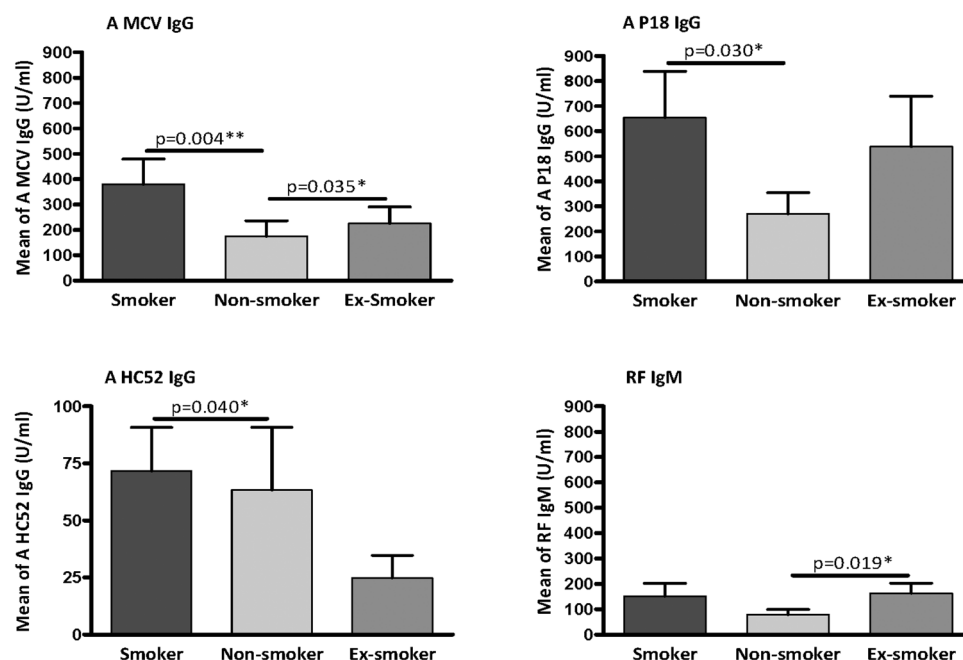 A MCV IgG
Mean of A MCV IgG (U/ml)
900
800
700
600
500
400
300
200
100
0
p=0.004**
p=0.035*
Smoker Non-smoker Ex-Smoker
A P18 IgG
Mean of A P18 IgG (U/ml)
900
800
700
600
500
400
300
200
100
0
p=0.030*
Smoker Non-smoker Ex-smoker
A HC52 IgG
Mean of A HC52 IgG (U/ml)
100
75
50
25
0
p=0.040*
Smoker Non-smoker Ex-smoker
RF IgM
Mean of RF IgM (U/ml)
900
800
700
600
500
400
300
200
100
0
p=0.019*
Smoker Non-smoker Ex-smoker